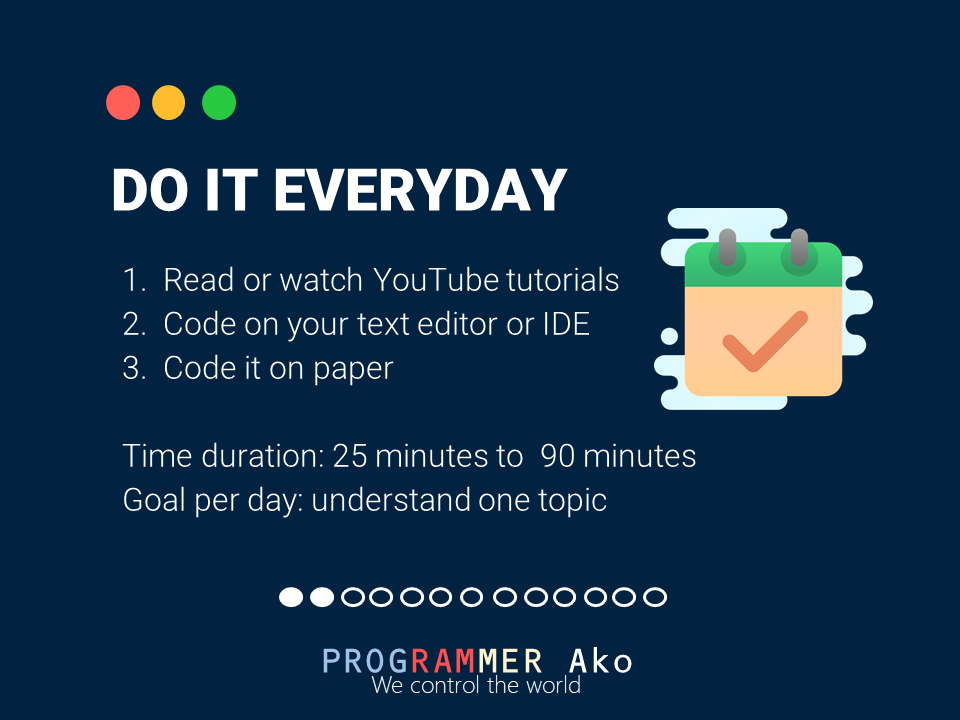 DO IT EVERYDAY
1. Read or watch YouTube tutorials
2. Code on your text editor or IDE
3. Code it on paper
Time duration: 25 minutes to  90 minutes
Goal per day: understand one topic
PROGRAMMER Ako
We control the world